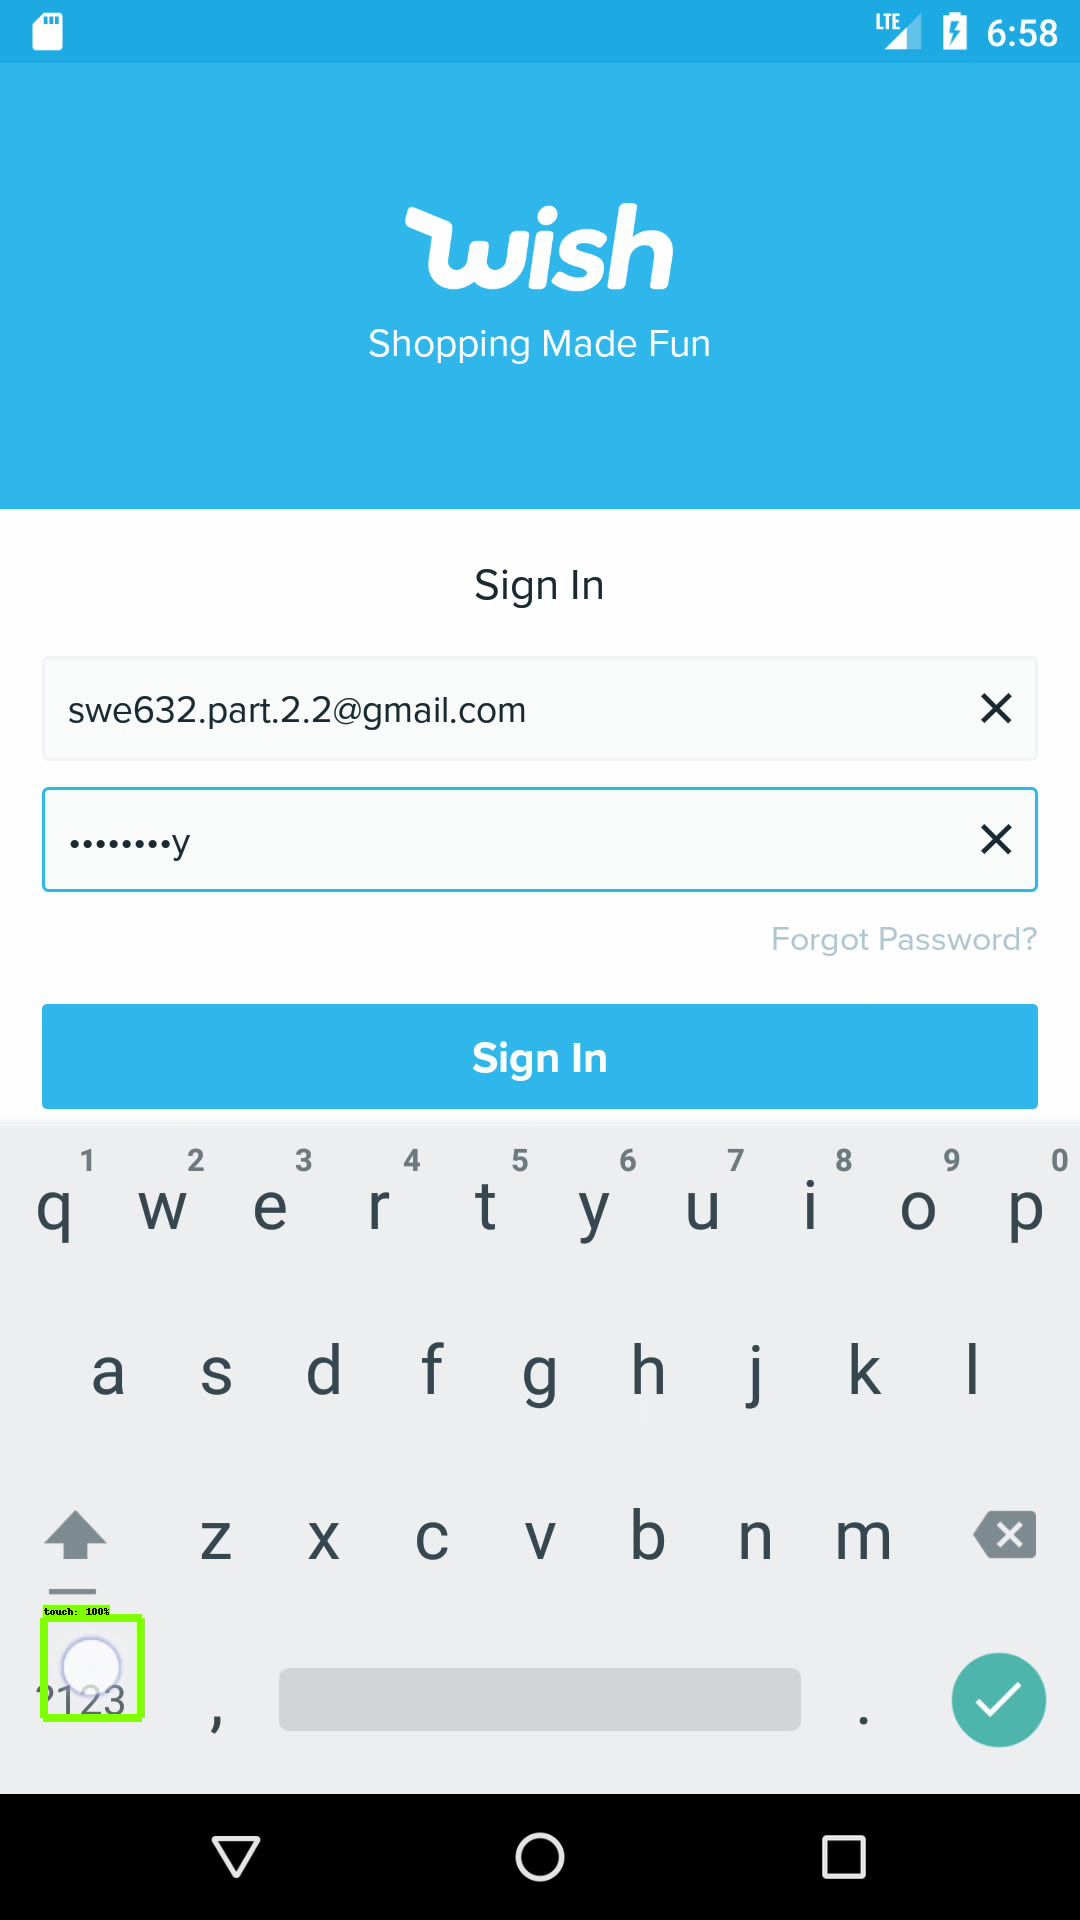 LTE 6:58
wish
Shopping Made Fun
Sign In
swe632.part.2.2@gmail.com
••••••••y
Forgot Password?
Sign In
1 2 3 4 5 6 7 8 9 0
q w e r t y u i o p
a s d f g h j k l
z x c v b n m
touch: 100%
?123 , .